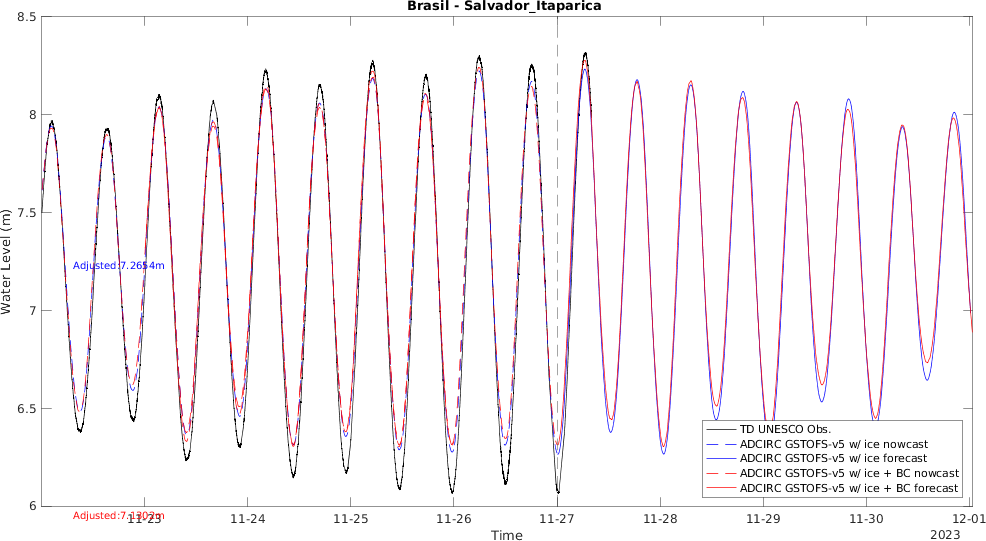 Brasil - Salvador_Itaparica
8.5
8
7.5
7
6.5
6
Water Level (m)
Adjusted:7.2654m
Adjusted:7.1302m
TD UNESCO Obs.
ADCIRC GSTOFS-v5 w/ ice nowcast
ADCIRC GSTOFS-v5 w/ ice forecast
ADCIRC GSTOFS-v5 w/ ice + BC nowcast
ADCIRC GSTOFS-v5 w/ ice + BC forecast
11-23 11-24 11-25 11-26 11-27 11-28 11-29 11-30 12-01
Time
2023